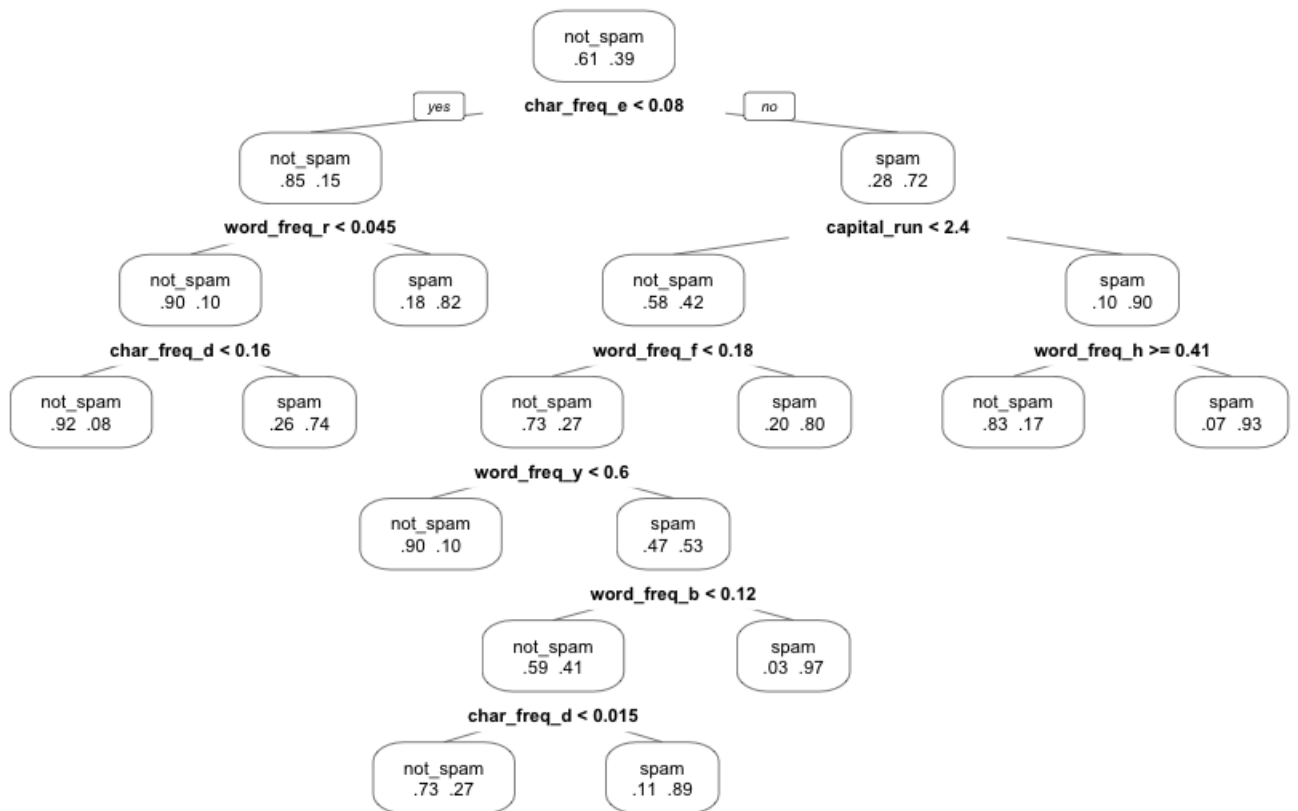 not_spam
.61 .39
yes
char_freq_e < 0.08
no
not_spam
.85 .15
spam
.28 .72
word_freq_r < 0.045
capital_run < 2.4
not_spam
.90 .10
spam
.18 .82
not_spam
.58 .42
spam
.10 .90
char_freq_d < 0.16
word_freq_f < 0.18
word_freq_h >= 0.41
not_spam
.92 .08
spam
.26 .74
not_spam
.73 .27
spam
.20 .80
not_spam
.83 .17
spam
.07 .93
word_freq_y < 0.6
not_spam
.90 .10
spam
.47 .53
word_freq_b < 0.12
not_spam
.59 .41
spam
.03 .97
char_freq_d < 0.015
not_spam
.73 .27
spam
.11 .89